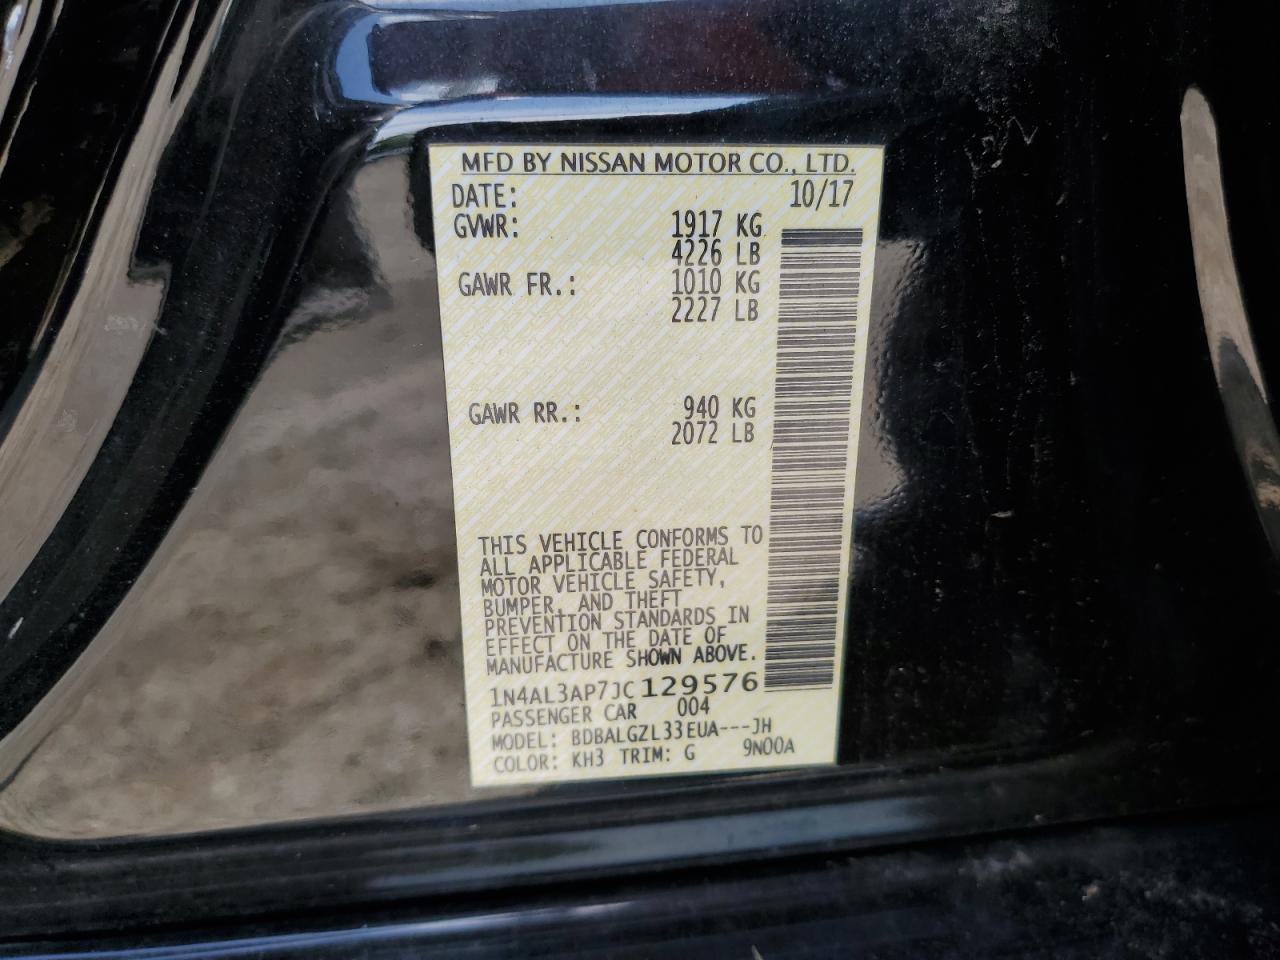 MFD BY NISSAN MOTOR CO., LTD.
DATE: 10/17
GVWR: 1917 KG
4226 LB
GAWR FR.: 1010 KG
2227 LB
GAWR RR.: 940 KG
2072 LB
THIS VEHICLE CONFORMS TO
ALL APPLICABLE FEDERAL
MOTOR VEHICLE SAFETY,
BUMPER, AND THEFT
PREVENTION STANDARDS IN
EFFECT ON THE DATE OF
MANUFACTURE SHOWN ABOVE.
1N4AL3AP7JC129576
PASSENGER CAR 004
MODEL: BDBALGZL33EUA---JH
COLOR: KH3 TRIM: G 9N00A